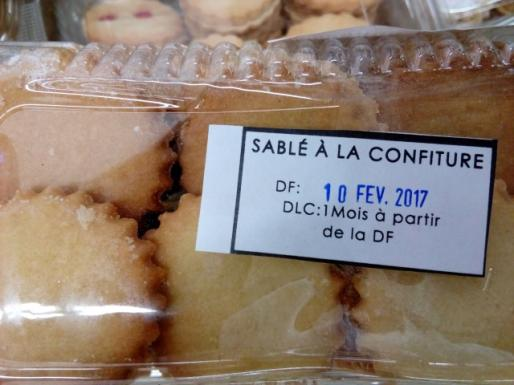 SABLÉ À LA CONFITURE
DF: 10 FEV. 2017
DLC:1Mois à partir
de la DF